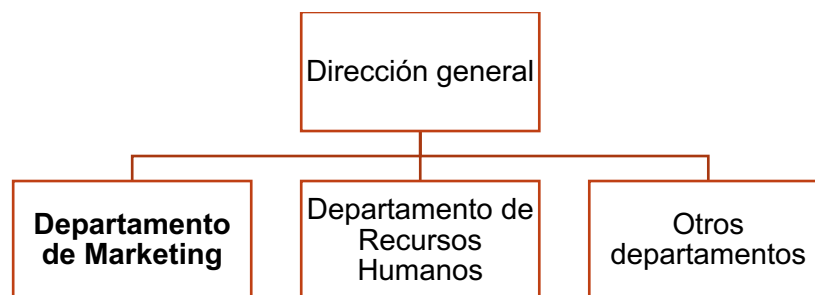 Dirección general
Departamento
de Marketing
Departamento de
Recursos
Humanos
Otros
departamentos